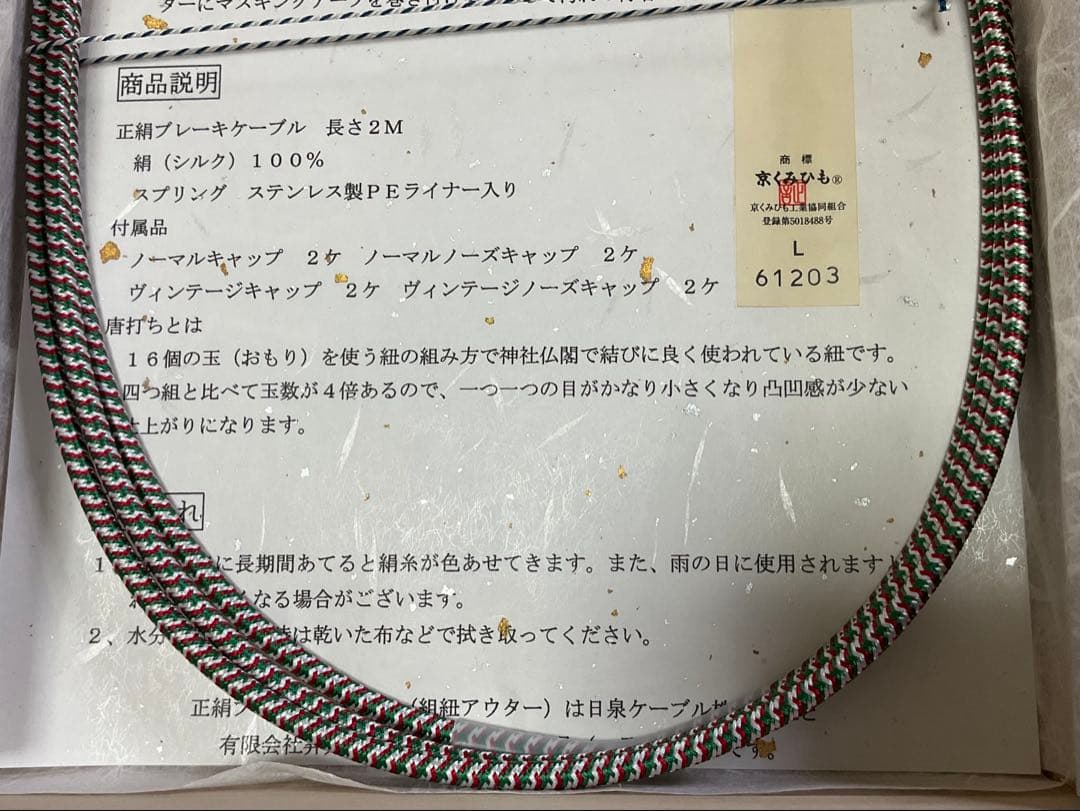 ターにマスキングテープを巻き付け
商品説明
正絹ブレーキケーブル 長さ2M
絹（シルク）100%
スプリング ステンレス製PEライナー入り
付属品
ノーマルキャップ 2ケ ノーマルノーズキャップ 2ケ
ヴィンテージキャップ 2ケ ヴィンテージノーズキャップ 2ケ
唐打ちとは
16個の玉（おもり）を使う紐の組み方で神社仏閣で結びに良く使われている紐です。
四つ組と比べて玉数が4倍あるので、一つ一つの目がかなり小さくなり凸凹感が少ない
上がりになります。
商標
京くみひも®
京くみひも工業協同組合
登録第5018488号
L
61203
れ
1 に長期間あてると絹糸が色あせてきます。また、雨の日に使用されます
なる場合がございます。
2、水分 は乾いた布などで拭き取ってください。
正絹ブ （組紐アウター）は日泉ケーブル
有限会社昇 です。